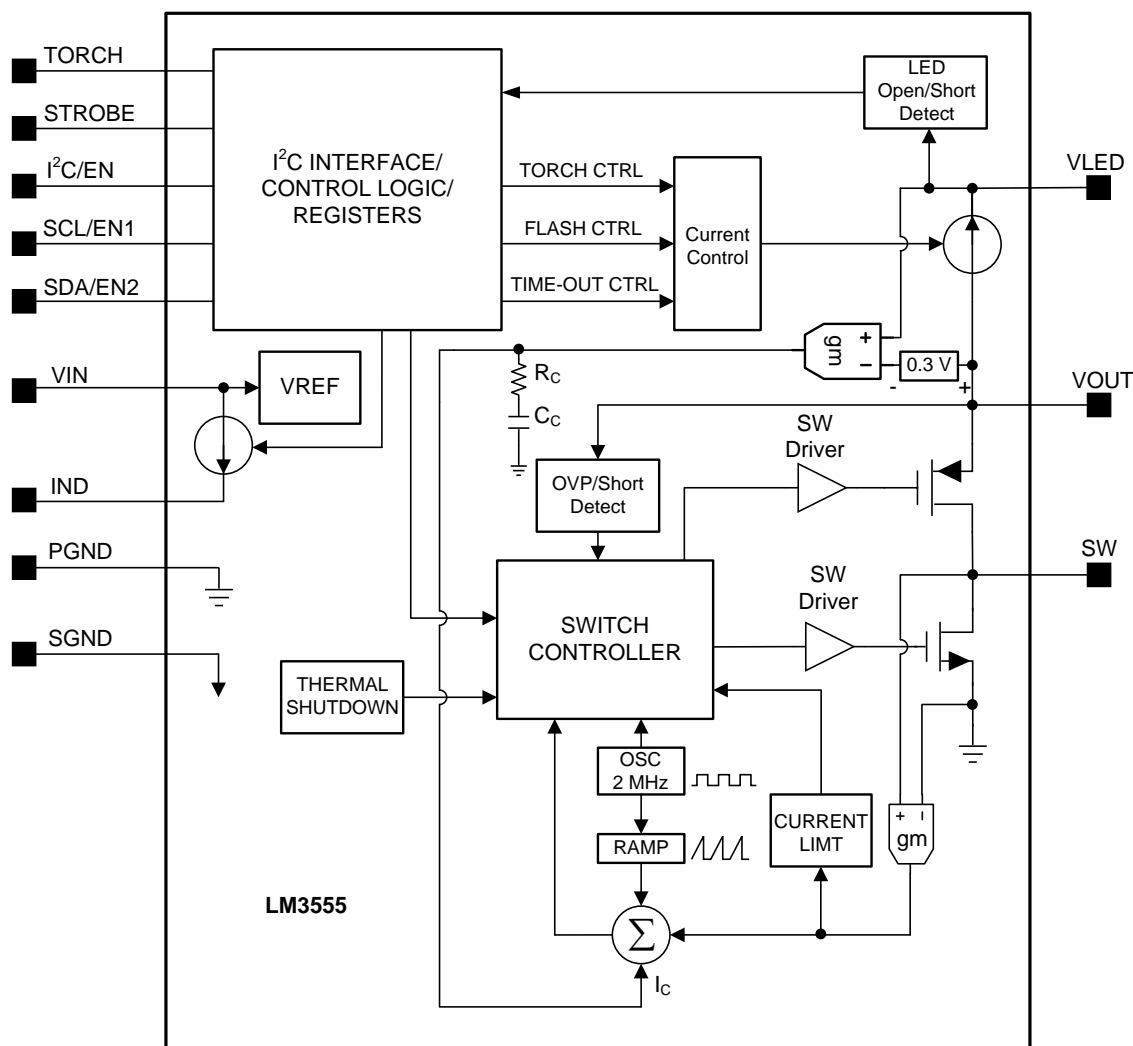 TORCH
STROBE
I²C/EN
SCL/EN1
SDA/EN2
VIN
IND
PGND
SGND
I²C INTERFACE/
CONTROL LOGIC/
REGISTERS
LED
Open/Short
Detect
TORCH CTRL
FLASH CTRL
TIME-OUT CTRL
Current
Control
VLED
VOUT
SW
VREF
RC
CC
gm
+
−
0.3 V
-
+
OVP/Short
Detect
SW
Driver
SW
Driver
SWITCH
CONTROLLER
THERMAL
SHUTDOWN
OSC
2 MHz
RAMP
CURRENT
LIMT
+
−
gm
Σ
IC
LM3555